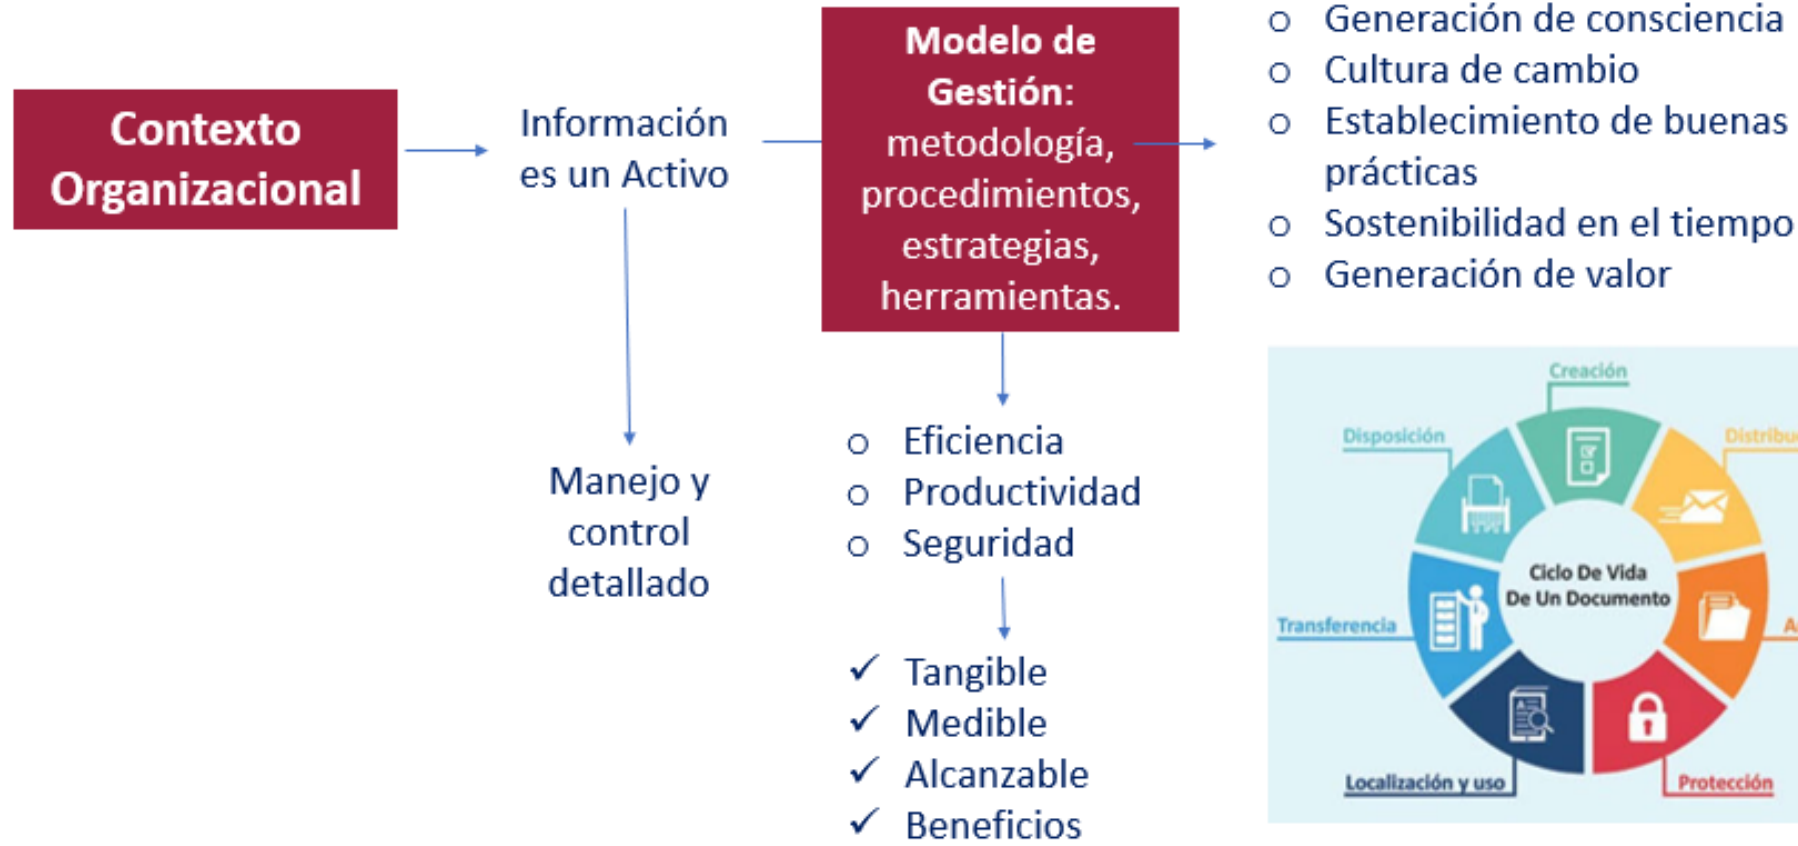 Contexto
Organizacional
Información
es un Activo
Manejo y
control
detallado
Modelo de
Gestión:
metodología,
procedimientos,
estrategias,
herramientas.
o Eficiencia
o Productividad
o Seguridad
✓ Tangible
✓ Medible
✓ Alcanzable
✓ Beneficios
o Generación de consciencia
o Cultura de cambio
o Establecimiento de buenas
prácticas
o Sostenibilidad en el tiempo
o Generación de valor
Creación
Disposición
Ciclo De Vida
De Un Documento
Transferencia
Localización y uso
Protección